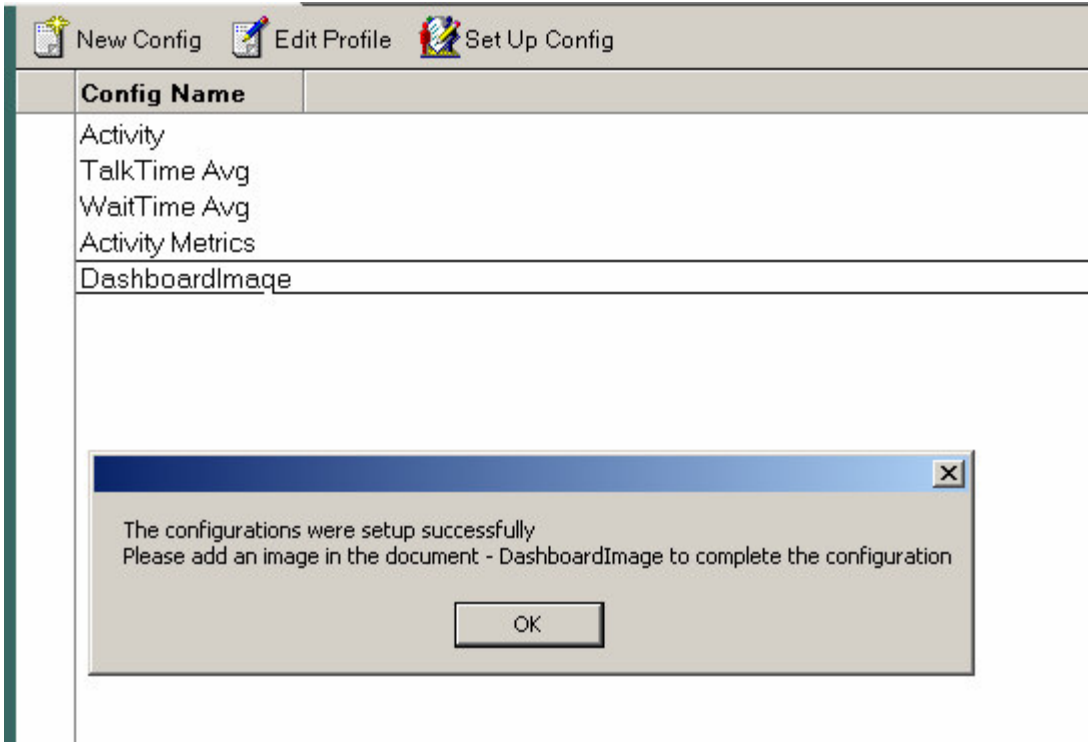 New Config Edit Profile Set Up Config
Config Name
Activity
TalkTime Avg
WaitTime Avg
Activity Metrics
DashboardImage
The configurations were setup successfully
Please add an image in the document - DashboardImage to complete the configuration
OK